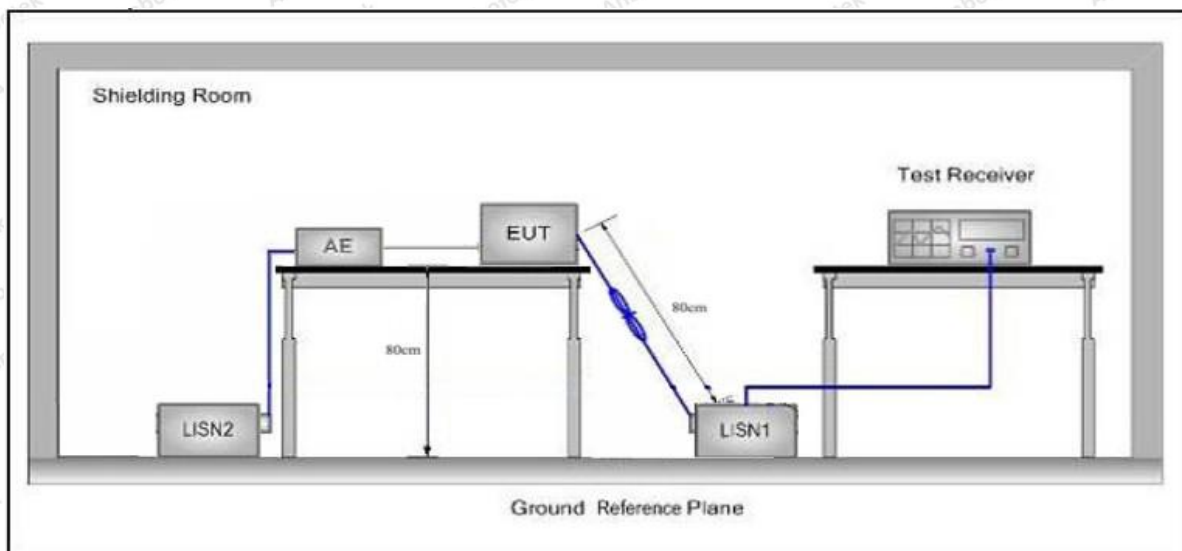 Shielding Room
Test Receiver
AE
EUT
80cm
80cm
LISN2
LISN1
Ground Reference Plane